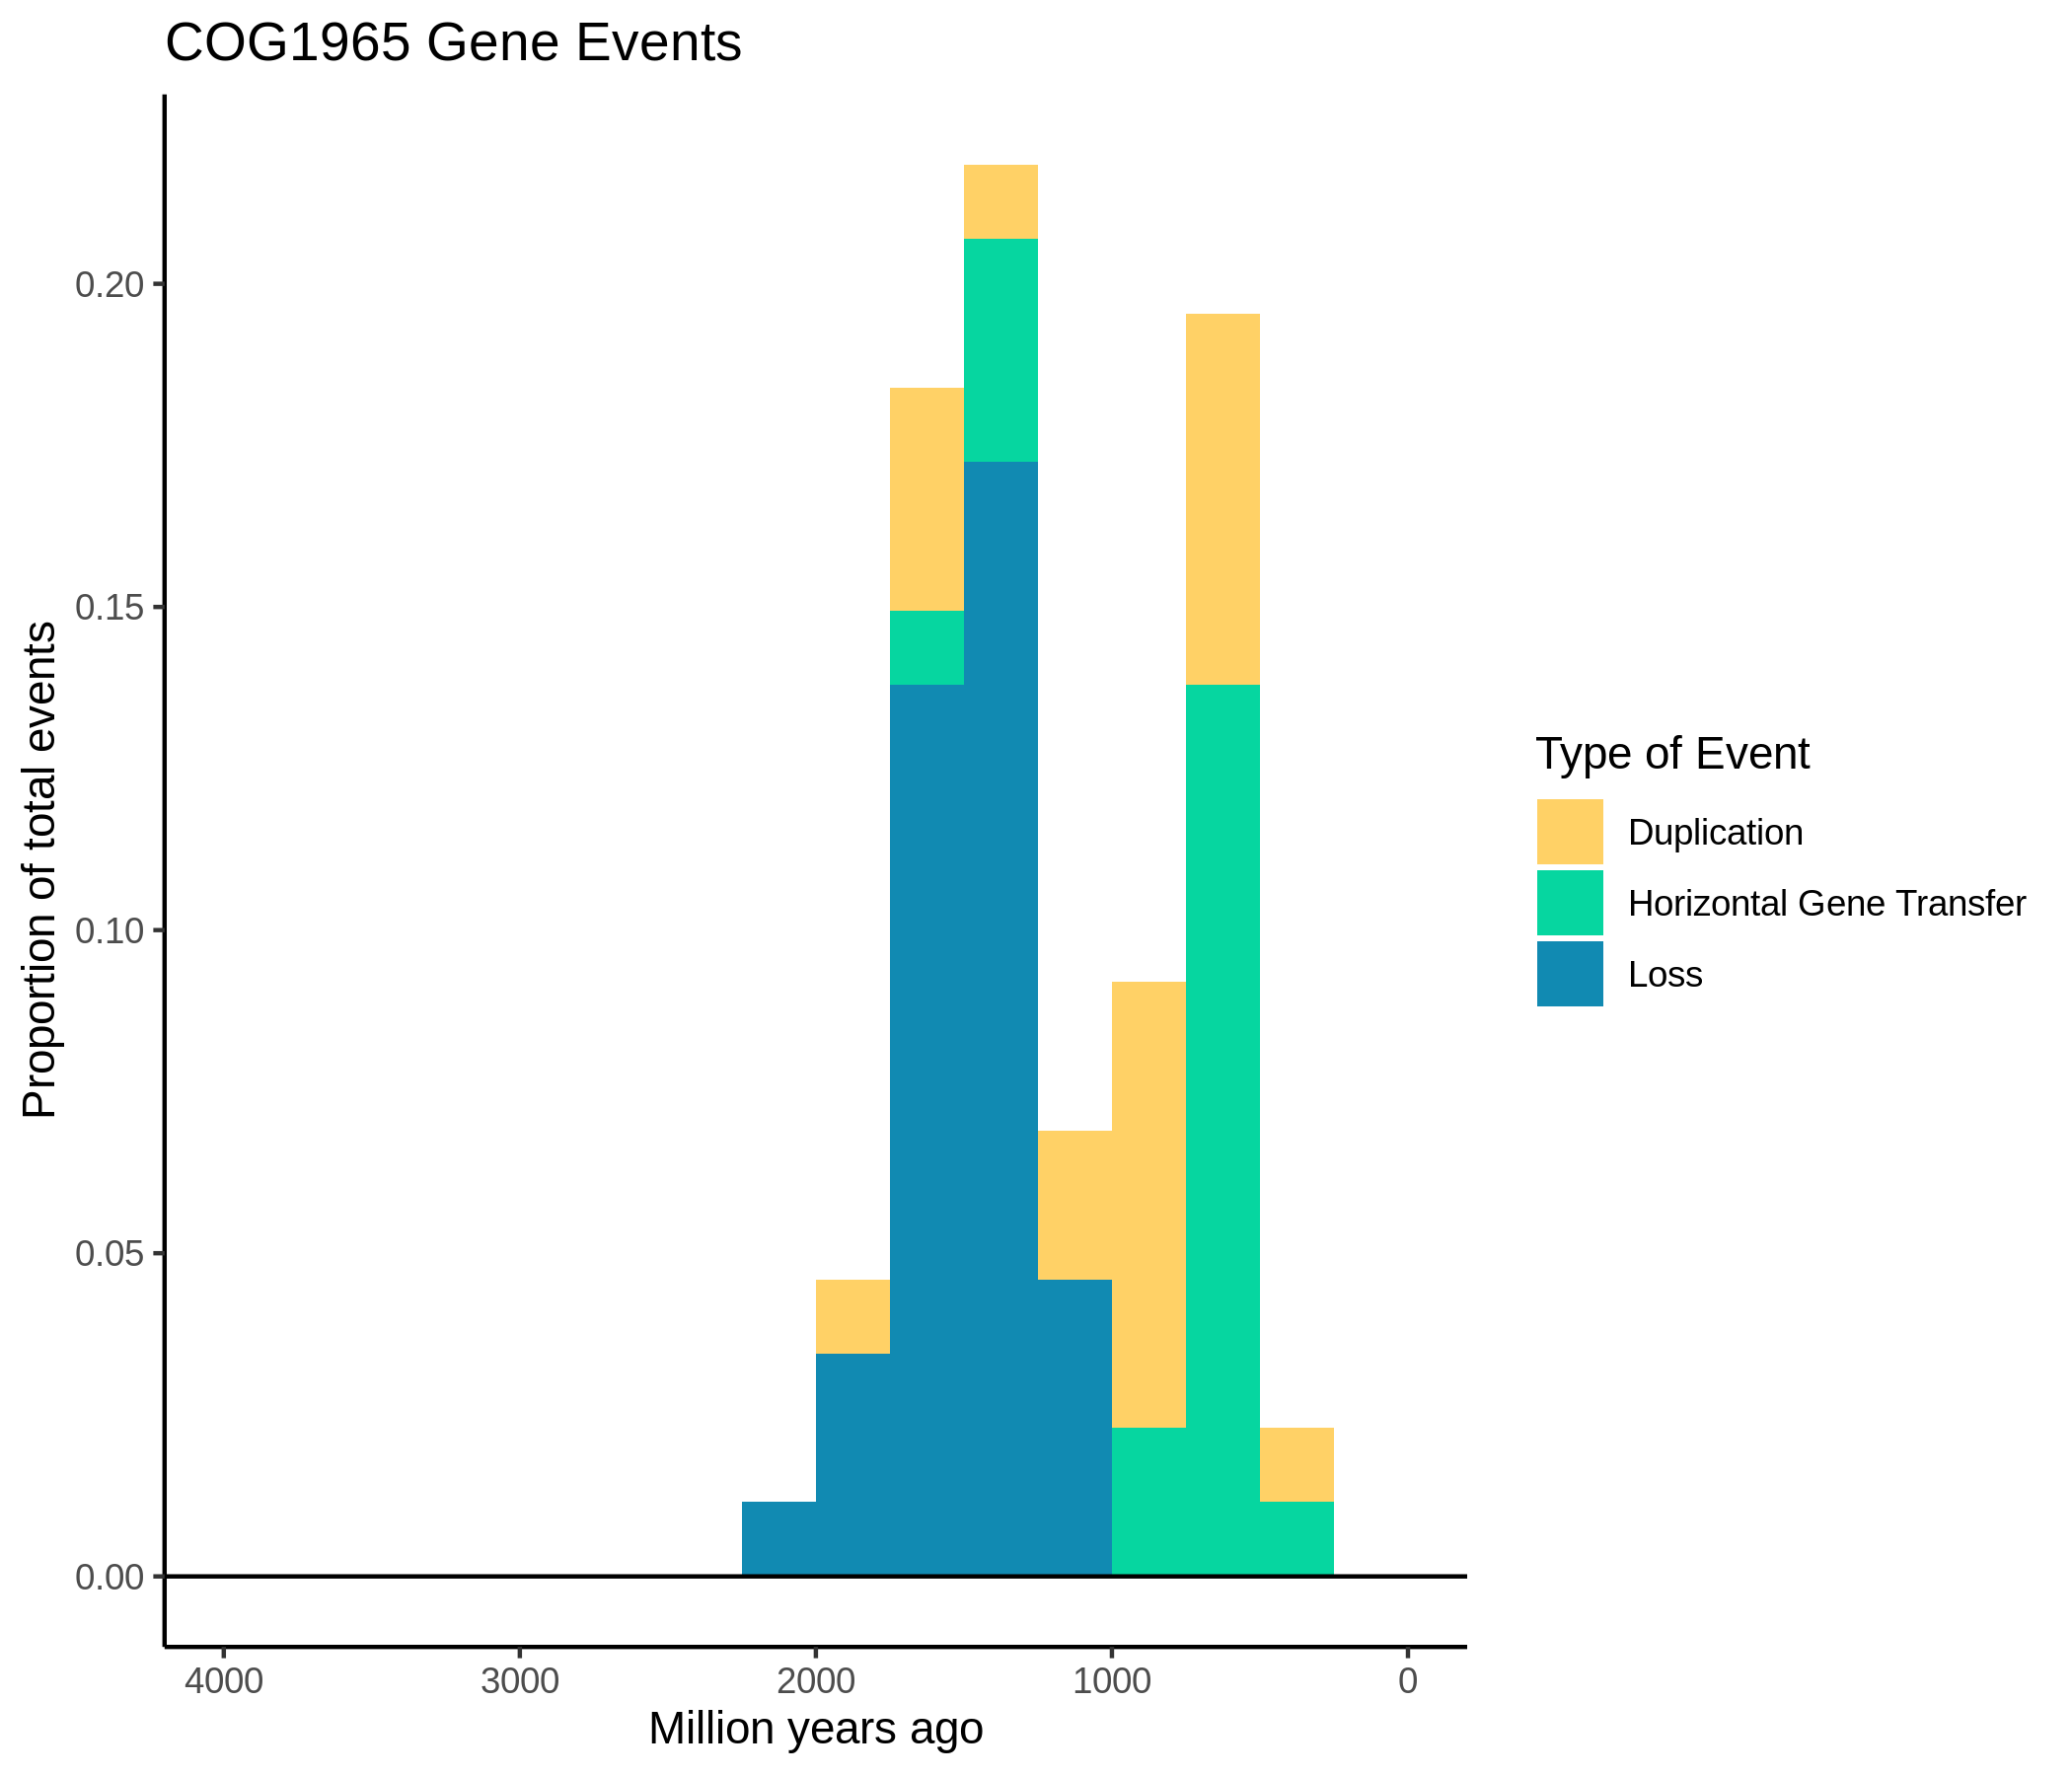 COG1965 Gene Events
Proportion of total events
0.20
0.15
0.10
0.05
0.00
4000 3000 2000 1000 0
Million years ago
Type of Event
Duplication
Horizontal Gene Transfer
Loss